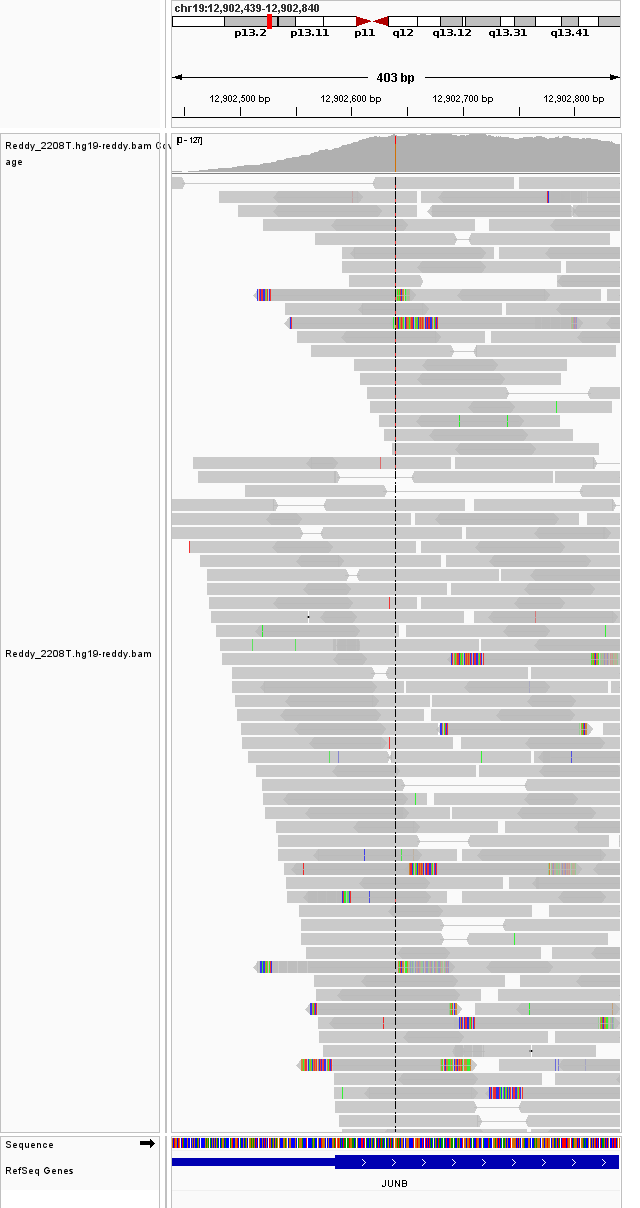 chr19:12,902,439-12,902,840
p13.2 p13.11 p11 q12 q13.12 q13.31 q13.41
403 bp
12,902,500 bp 12,902,600 bp 12,902,700 bp 12,902,800 bp
Reddy_2208T.hg19-reddy.bam Cov
age
[0 - 127]
Reddy_2208T.hg19-reddy.bam
Sequence
RefSeq Genes
JUNB